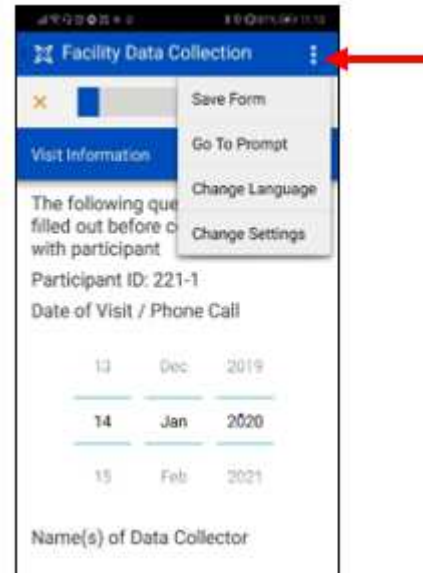 Facility Data Collection
Save Form
Go To Prompt
Change Language
Change Settings
Visit Information
The following que
filled out before c
with participant
Participant ID: 221-1
Date of Visit / Phone Call
13 Dec 2019
14 Jan 2020
15 Feb 2021
Name(s) of Data Collector